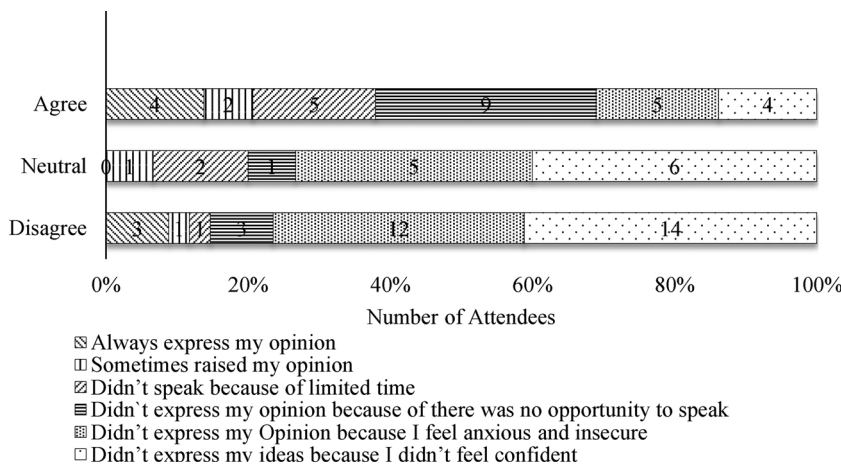 Agree 4 2 5 9 5 4
Neutral 0 1 2 1 5 6
Disagree 3 1 1 3 12 14
0% 20% 40% 60% 80% 100%
Number of Attendees
Always express my opinion
Sometimes raised my opinion
Didn’t speak because of limited time
Didn`t express my opinion because of there was no opportunity to speak
Didn’t express my Opinion because I feel anxious and insecure
Didn’t express my ideas because I didn’t feel confident